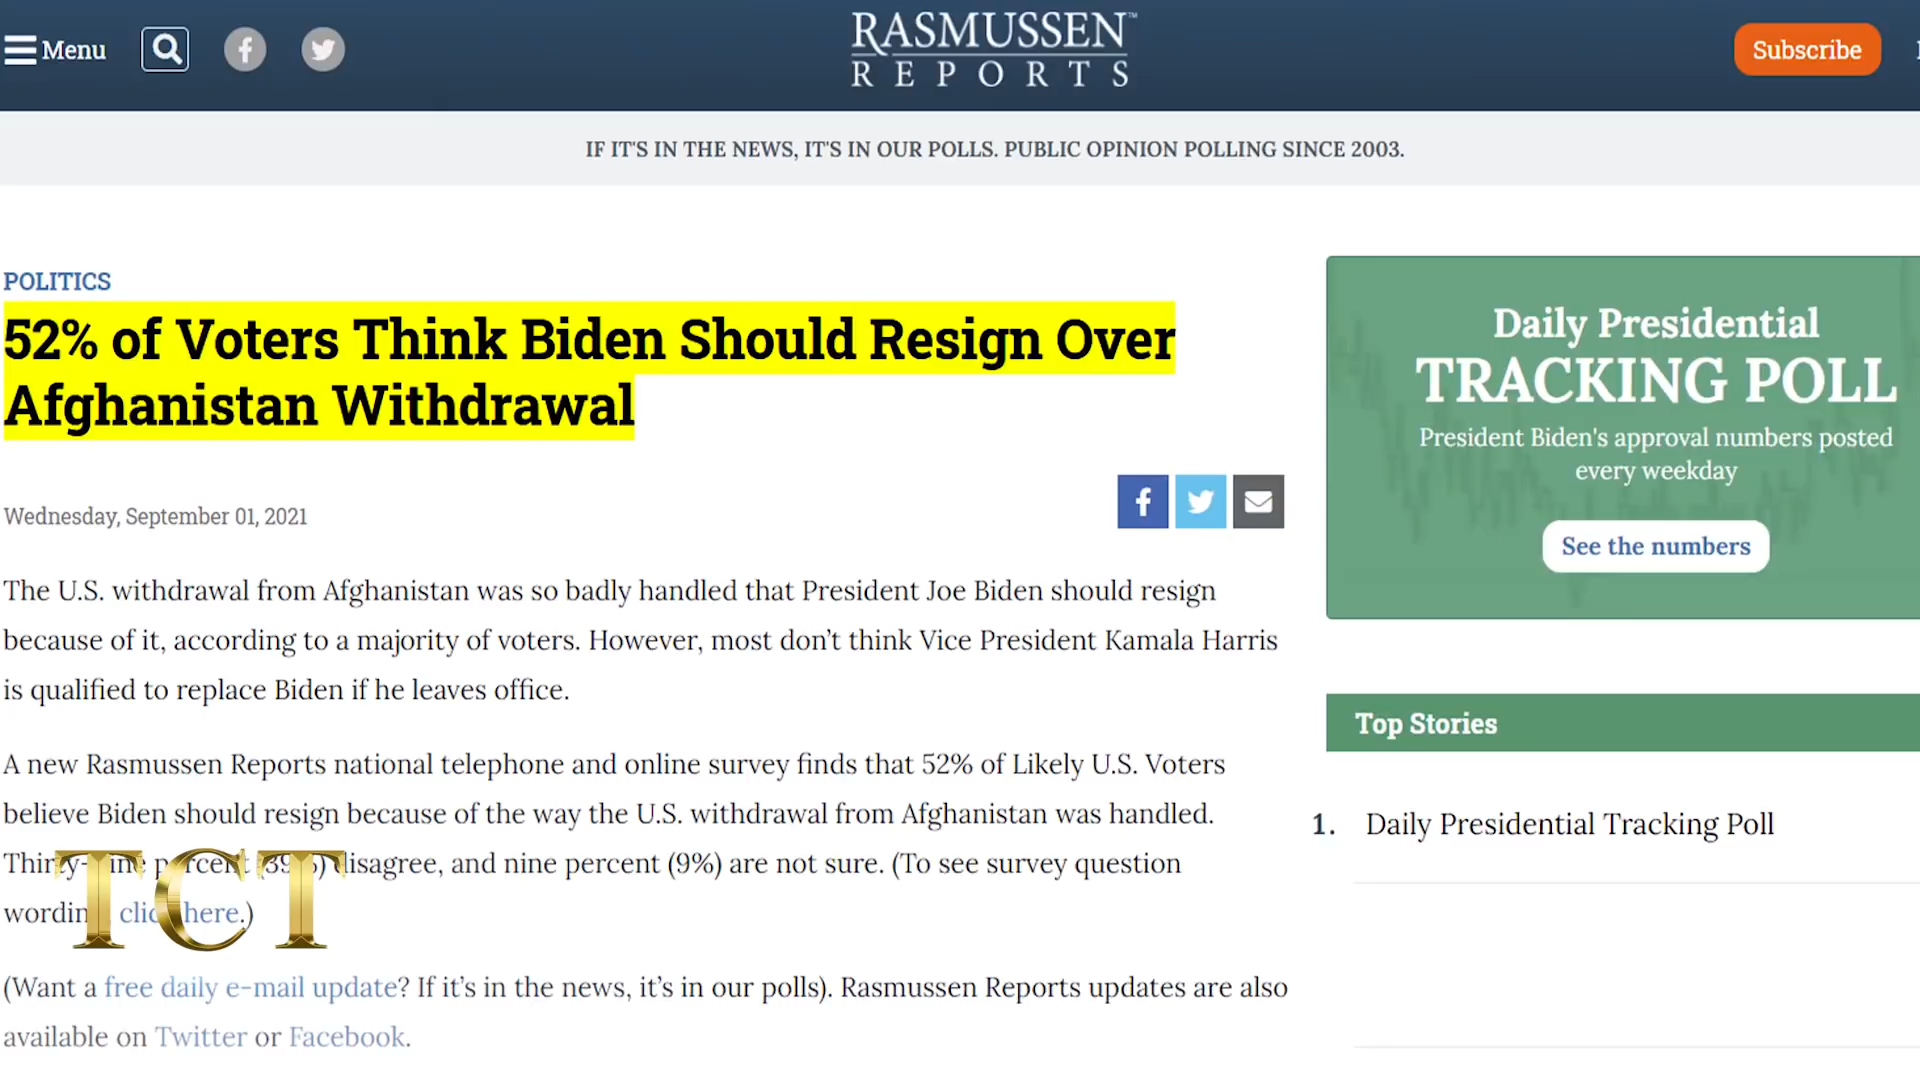 Menu
RASMUSSEN™
REPORTS
Subscribe
IF IT'S IN THE NEWS, IT'S IN OUR POLLS. PUBLIC OPINION POLLING SINCE 2003.
POLITICS
52% of Voters Think Biden Should Resign Over
Afghanistan Withdrawal
Wednesday, September 01, 2021
The U.S. withdrawal from Afghanistan was so badly handled that President Joe Biden should resign
because of it, according to a majority of voters. However, most don’t think Vice President Kamala Harris
is qualified to replace Biden if he leaves office.
A new Rasmussen Reports national telephone and online survey finds that 52% of Likely U.S. Voters
believe Biden should resign because of the way the U.S. withdrawal from Afghanistan was handled.
Thirty-nine percent (39%) disagree, and nine percent (9%) are not sure. (To see survey question
wording, click here.)
TCT
(Want a free daily e-mail update? If it’s in the news, it’s in our polls). Rasmussen Reports updates are also
available on Twitter or Facebook.
Daily Presidential
TRACKING POLL
President Biden's approval numbers posted
every weekday
See the numbers
Top Stories
1. Daily Presidential Tracking Poll